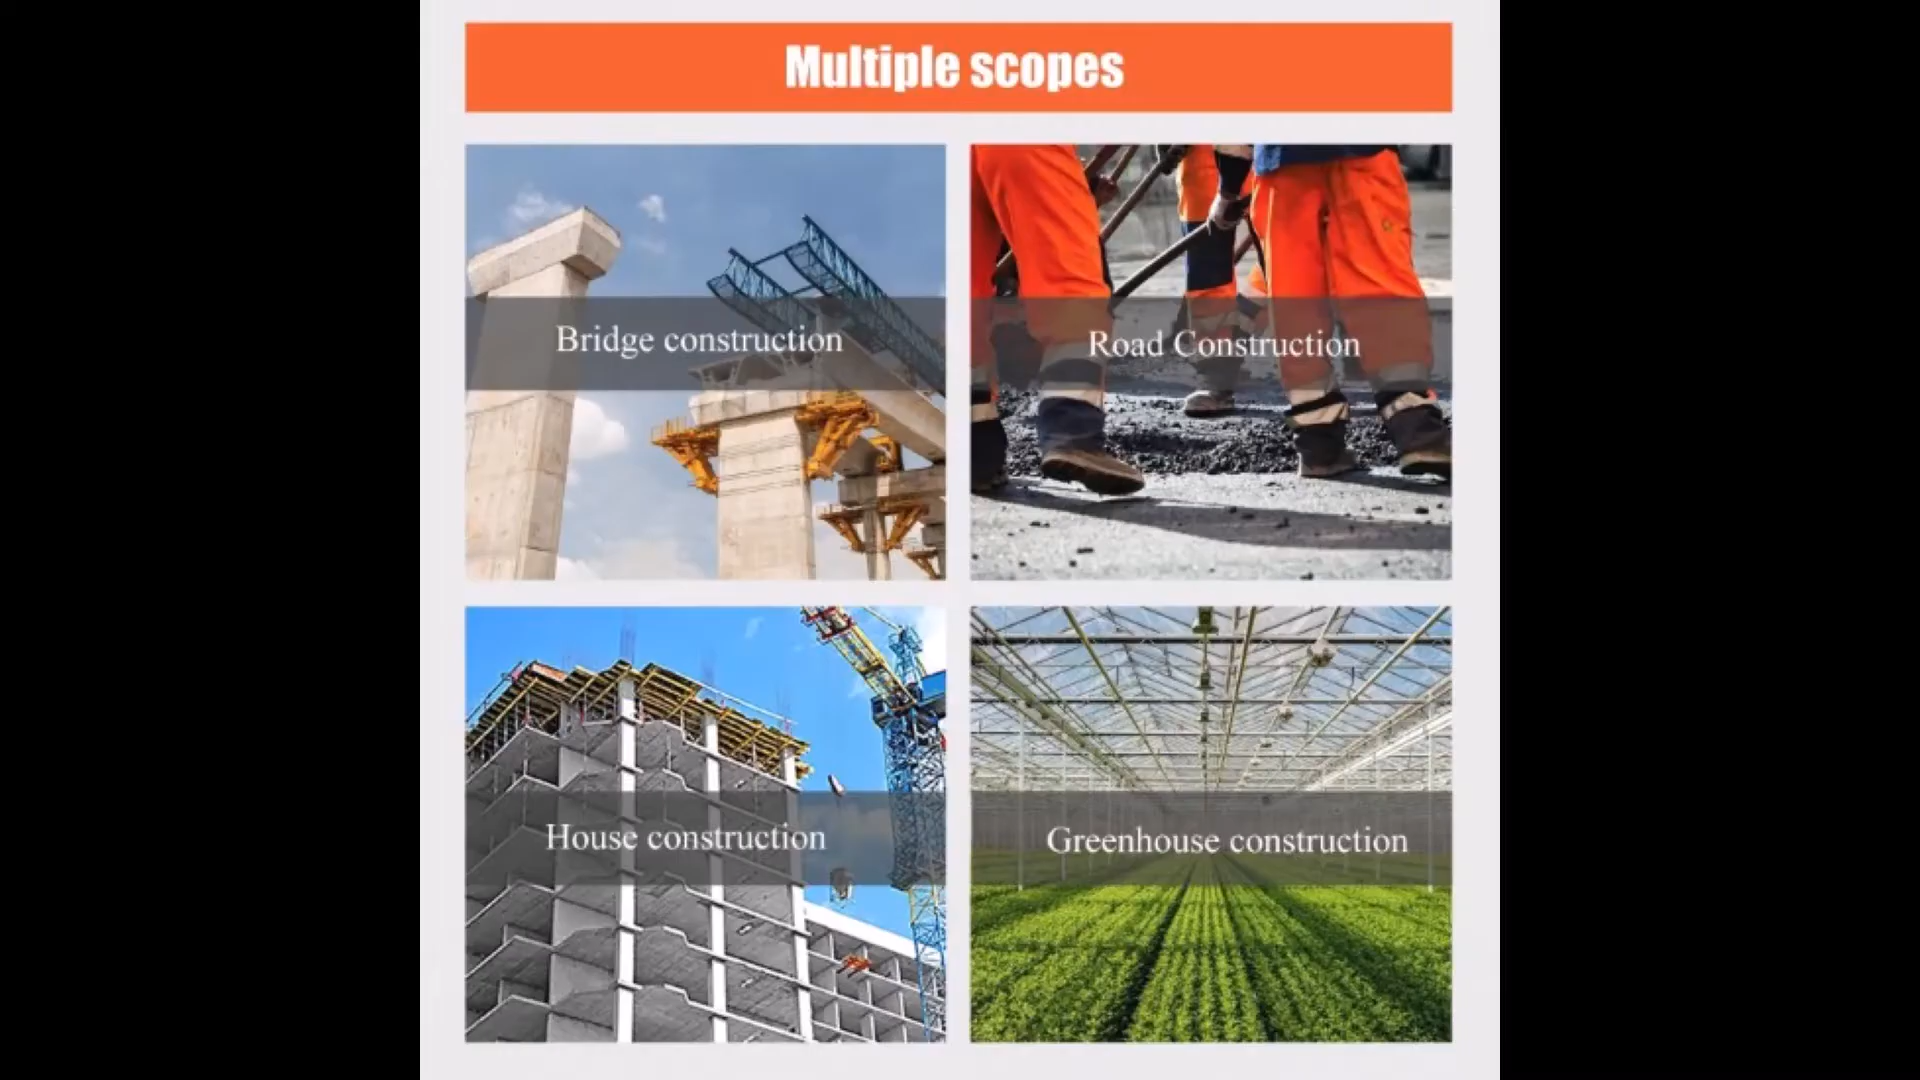 Multiple scopes
Bridge construction
Road Construction
House construction
Greenhouse construction